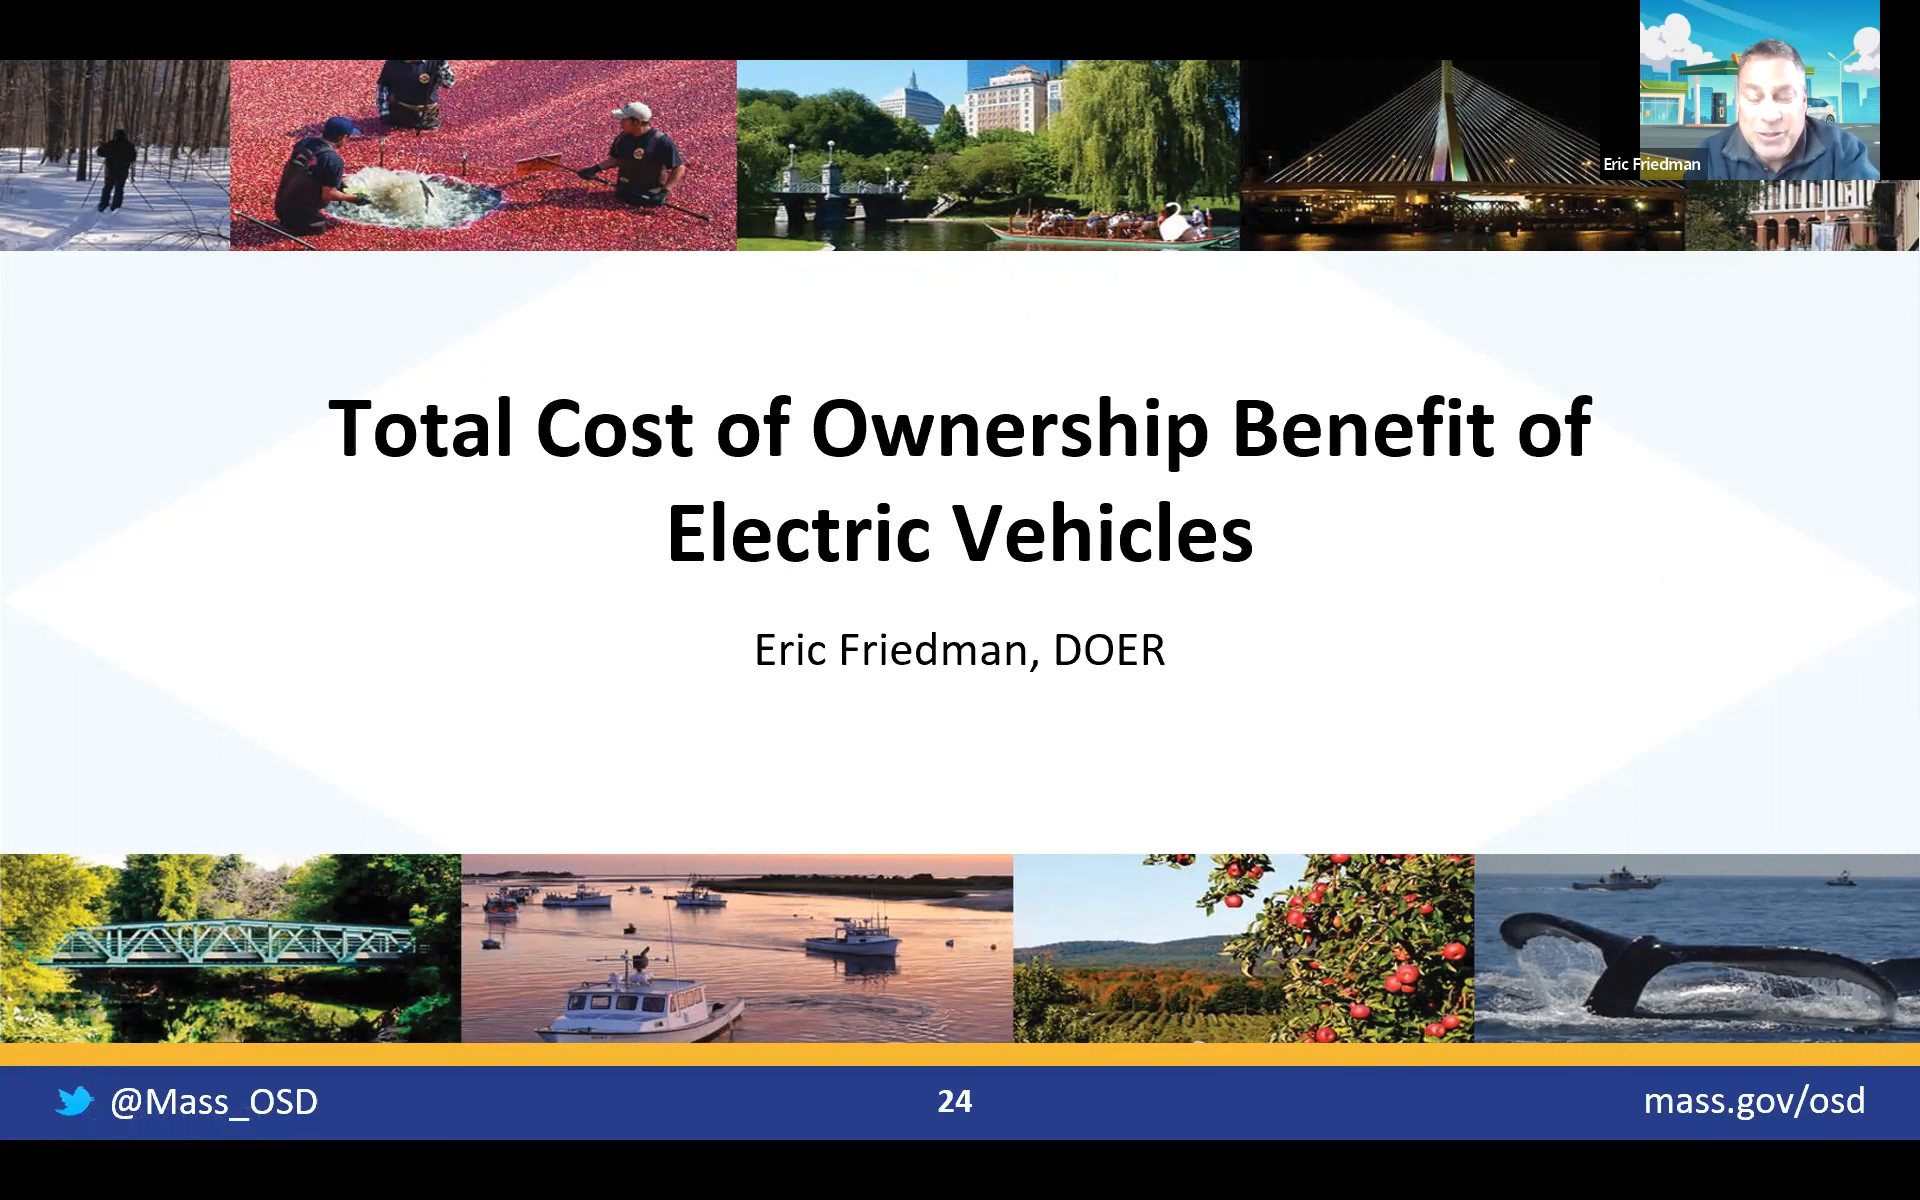 Eric Friedman
Total Cost of Ownership Benefit of
Electric Vehicles
Eric Friedman, DOER
@Mass_OSD
24
mass.gov/osd